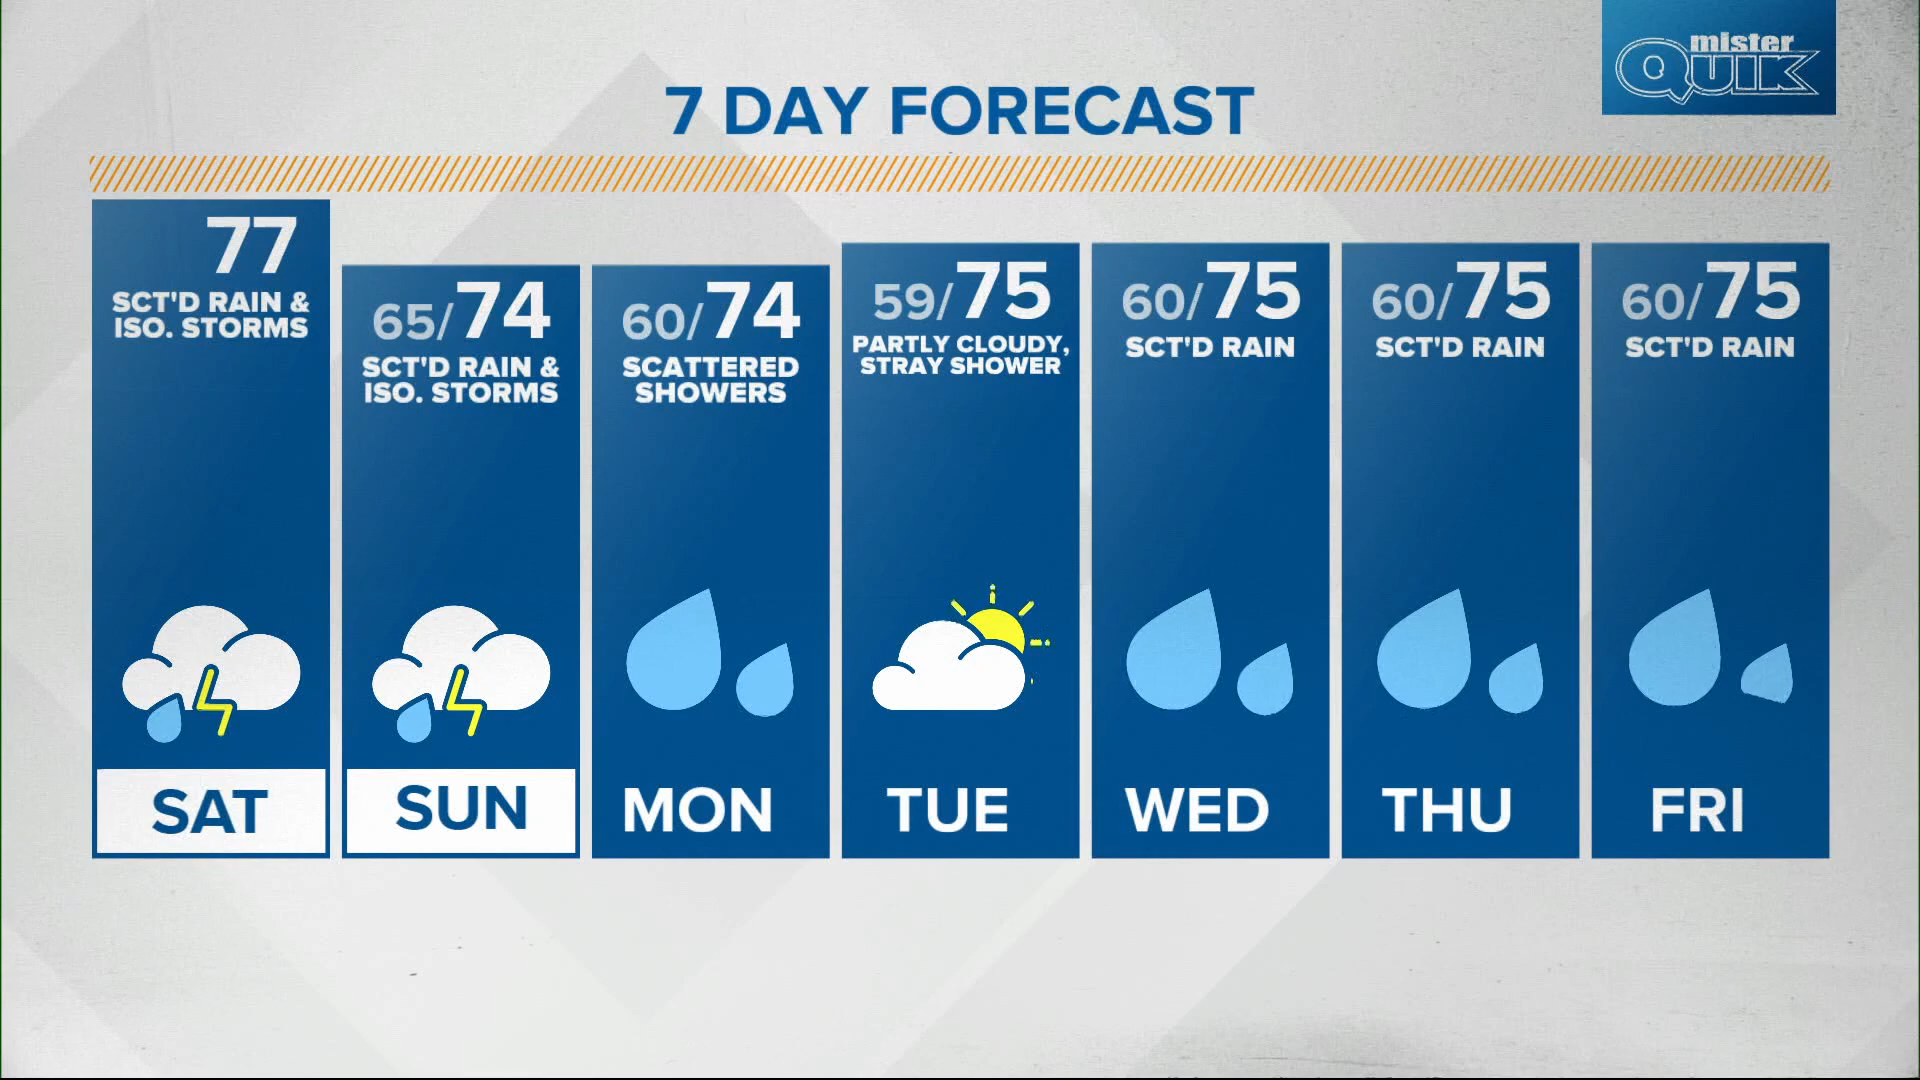 mister
QUIK
7 DAY FORECAST
77
SCT'D RAIN &
ISO. STORMS
SAT
65/74
SCT'D RAIN &
ISO. STORMS
SUN
60/74
SCATTERED
SHOWERS
MON
59/75
PARTLY CLOUDY,
STRAY SHOWER
TUE
60/75
SCT'D RAIN
WED
60/75
SCT'D RAIN
THU
60/75
SCT'D RAIN
FRI